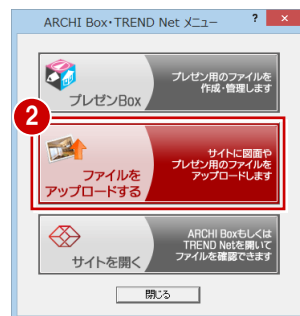 ARCHI Box・TREND Net メニュー ? ×
プレゼンBox
プレゼン用のファイルを
作成・管理します
2
ファイルを
アップロードする
サイトに図面や
プレゼン用のファイルを
アップロードします
サイトを開く
ARCHI Boxもしくは
TREND Netを開いて
ファイルを確認できます
閉じる